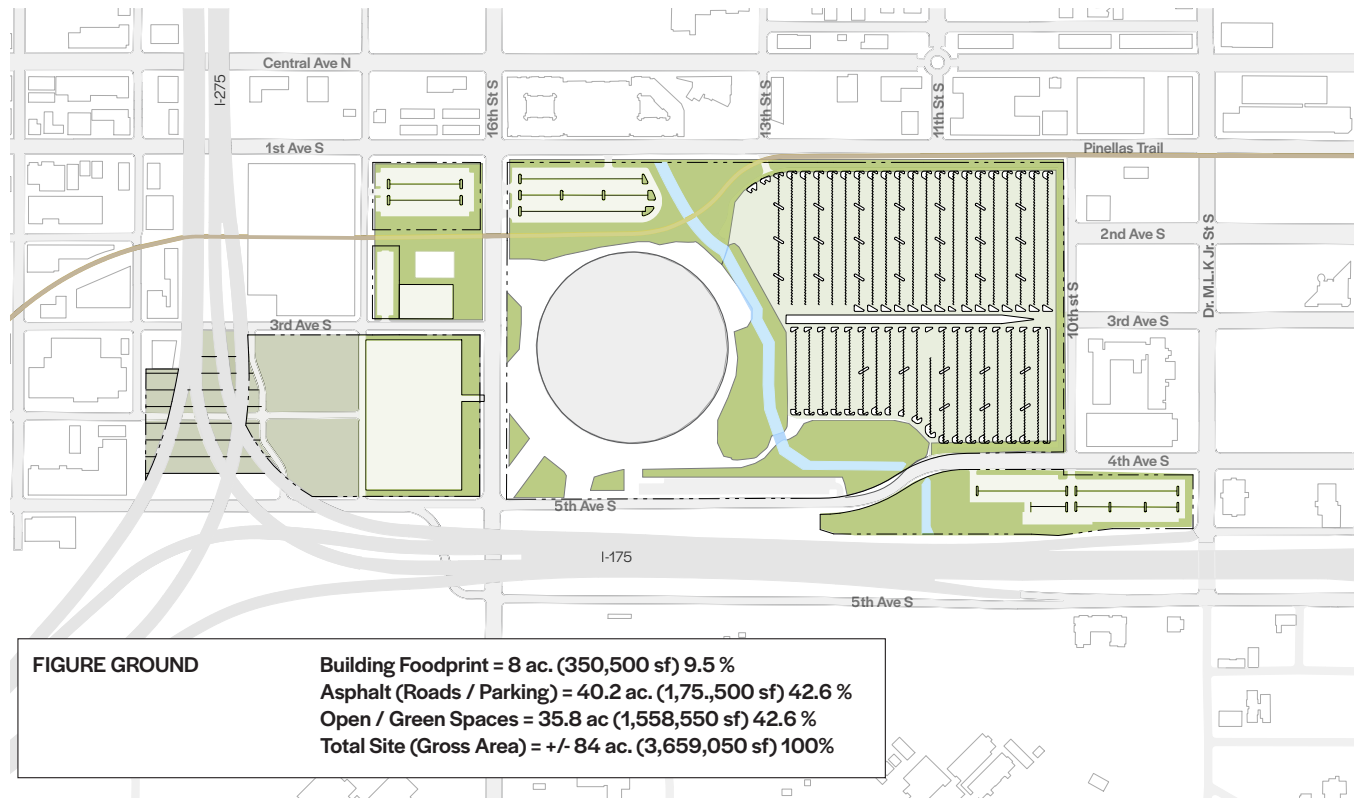 Central Ave N
I-275
16th St S
13th St S
11th St S
1st Ave S
Pinellas Trail
2nd Ave S
Dr. M.L.K Jr. St S
10th st S
3rd Ave S
3rd Ave S
4th Ave S
5th Ave S
I-175
5th Ave S
FIGURE GROUND
Building Foodprint = 8 ac. (350,500 sf) 9.5 %
Asphalt (Roads / Parking) = 40.2 ac. (1,75.,500 sf) 42.6 %
Open / Green Spaces = 35.8 ac (1,558,550 sf) 42.6 %
Total Site (Gross Area) = +/- 84 ac. (3,659,050 sf) 100%